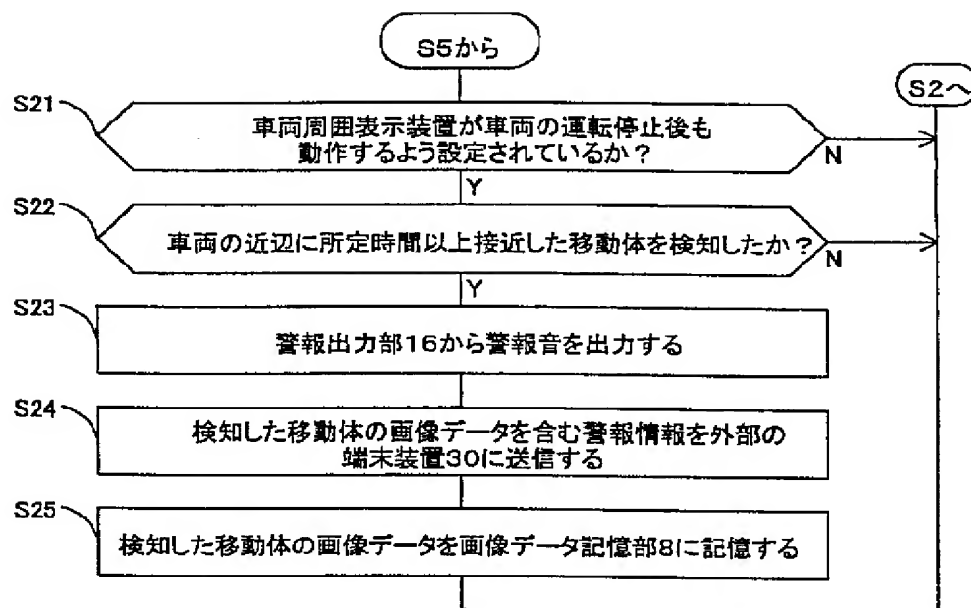 S5から
S2へ
S21
車両周囲表示装置が車両の運転停止後も
動作するよう設定されているか?
N
Y
S22
車両の近辺に所定時間以上接近した移動体を検知したか?
N
Y
S23
警報出力部16から警報音を出力する
S24
検知した移動体の画像データを含む警報情報を外部の
端末装置30に送信する
S25
検知した移動体の画像データを画像データ記憶部8に記憶する